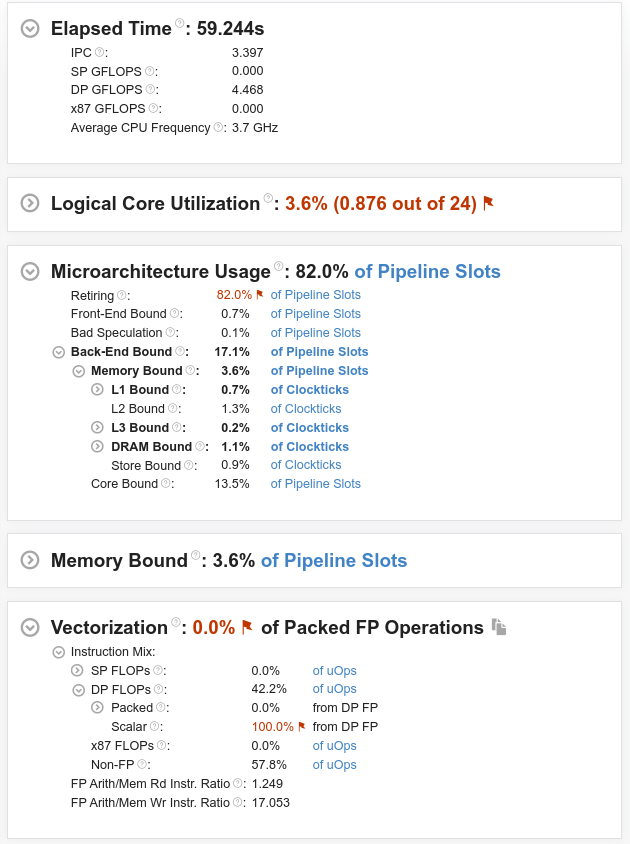 Elapsed Time ?: 59.244s
IPC ?: 3.397
SP GFLOPS ?: 0.000
DP GFLOPS ?: 4.468
x87 GFLOPS ?: 0.000
Average CPU Frequency ?: 3.7 GHz
Logical Core Utilization ?: 3.6% (0.876 out of 24)
Microarchitecture Usage ?: 82.0% of Pipeline Slots
Retiring ?: 82.0% of Pipeline Slots
Front-End Bound ?: 0.7% of Pipeline Slots
Bad Speculation ?: 0.1% of Pipeline Slots
Back-End Bound ?: 17.1% of Pipeline Slots
Memory Bound ?: 3.6% of Pipeline Slots
L1 Bound ?: 0.7% of Clockticks
L2 Bound ?: 1.3% of Clockticks
L3 Bound ?: 0.2% of Clockticks
DRAM Bound ?: 1.1% of Clockticks
Store Bound ?: 0.9% of Clockticks
Core Bound ?: 13.5% of Pipeline Slots
Memory Bound ?: 3.6% of Pipeline Slots
Vectorization ?: 0.0% of Packed FP Operations
Instruction Mix:
SP FLOPs ?: 0.0% of uOps
DP FLOPs ?: 42.2% of uOps
Packed ?: 0.0% from DP FP
Scalar ?: 100.0% from DP FP
x87 FLOPs ?: 0.0% of uOps
Non-FP ?: 57.8% of uOps
FP Arith/Mem Rd Instr. Ratio ?: 1.249
FP Arith/Mem Wr Instr. Ratio ?: 17.053